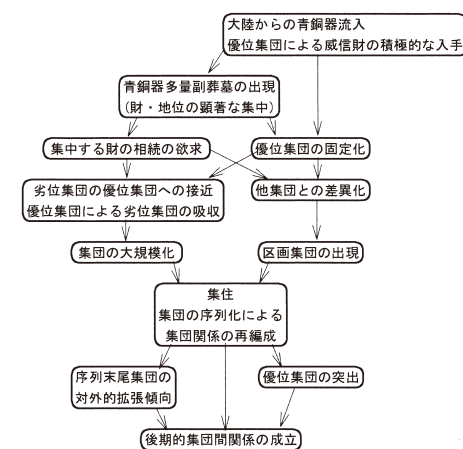 大陸からの青銅器流入
優位集団による威信財の積極的な入手
青銅器多量副葬墓の出現
(財・地位の顕著な集中)
集中する財の相続の欲求
優位集団の固定化
劣位集団の優位集団への接近
優位集団による劣位集団の吸収
他集団との差異化
集団の大規模化
区画集団の出現
集住
集団の序列化による
集団関係の再編成
序列末尾集団の
対外的拡張傾向
優位集団の突出
後期的集団間関係の成立